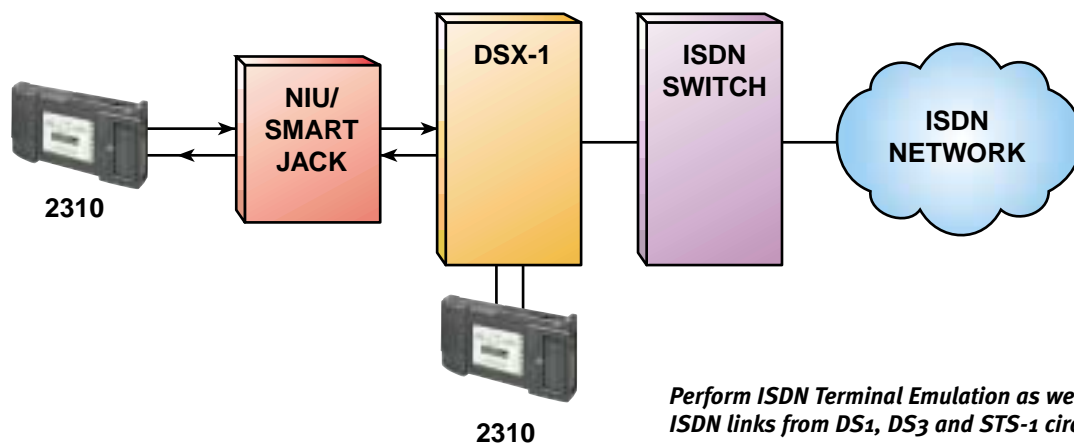 NIU/
SMART
JACK
DSX-1
ISDN
SWITCH
ISDN
NETWORK
2310
2310
Perform ISDN Terminal Emulation as we
ISDN links from DS1, DS3 and STS-1 circ